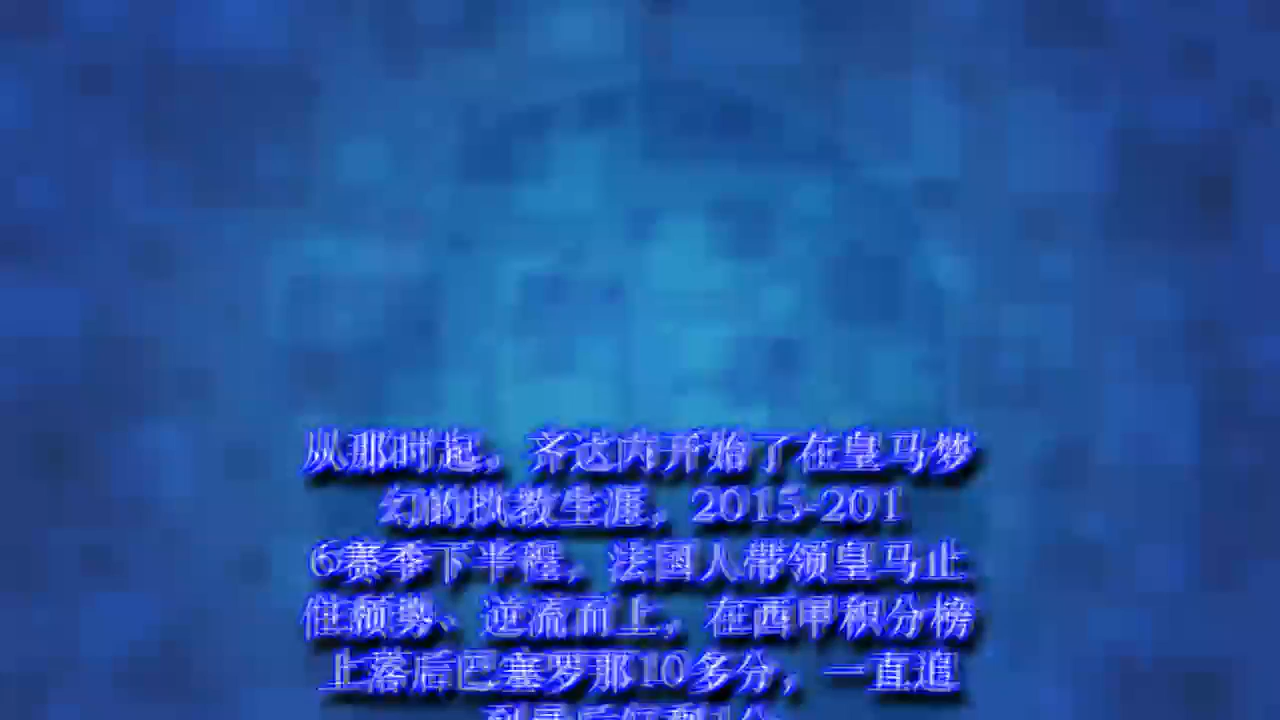 从那时起，齐达内开始了在皇马梦
幻的执教生涯，2015-201
6赛季下半程，法国人带领皇马止
住颓势、逆流而上，在西甲积分榜
上落后巴塞罗那10多分，一直追